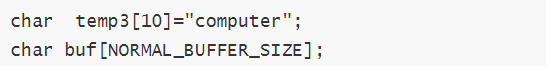 char  temp3[10]="computer";
char buf[NORMAL_BUFFER_SIZE];